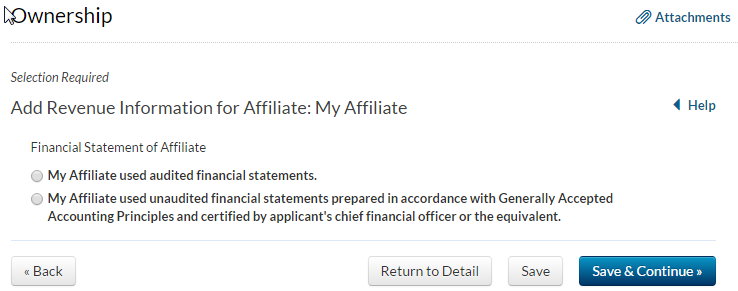 Ownership
Attachments
Selection Required
Add Revenue Information for Affiliate: My Affiliate
Help
Financial Statement of Affiliate
My Affiliate used audited financial statements.
My Affiliate used unaudited financial statements prepared in accordance with Generally Accepted
Accounting Principles and certified by applicant's chief financial officer or the equivalent.
« Back
Return to Detail
Save
Save & Continue »